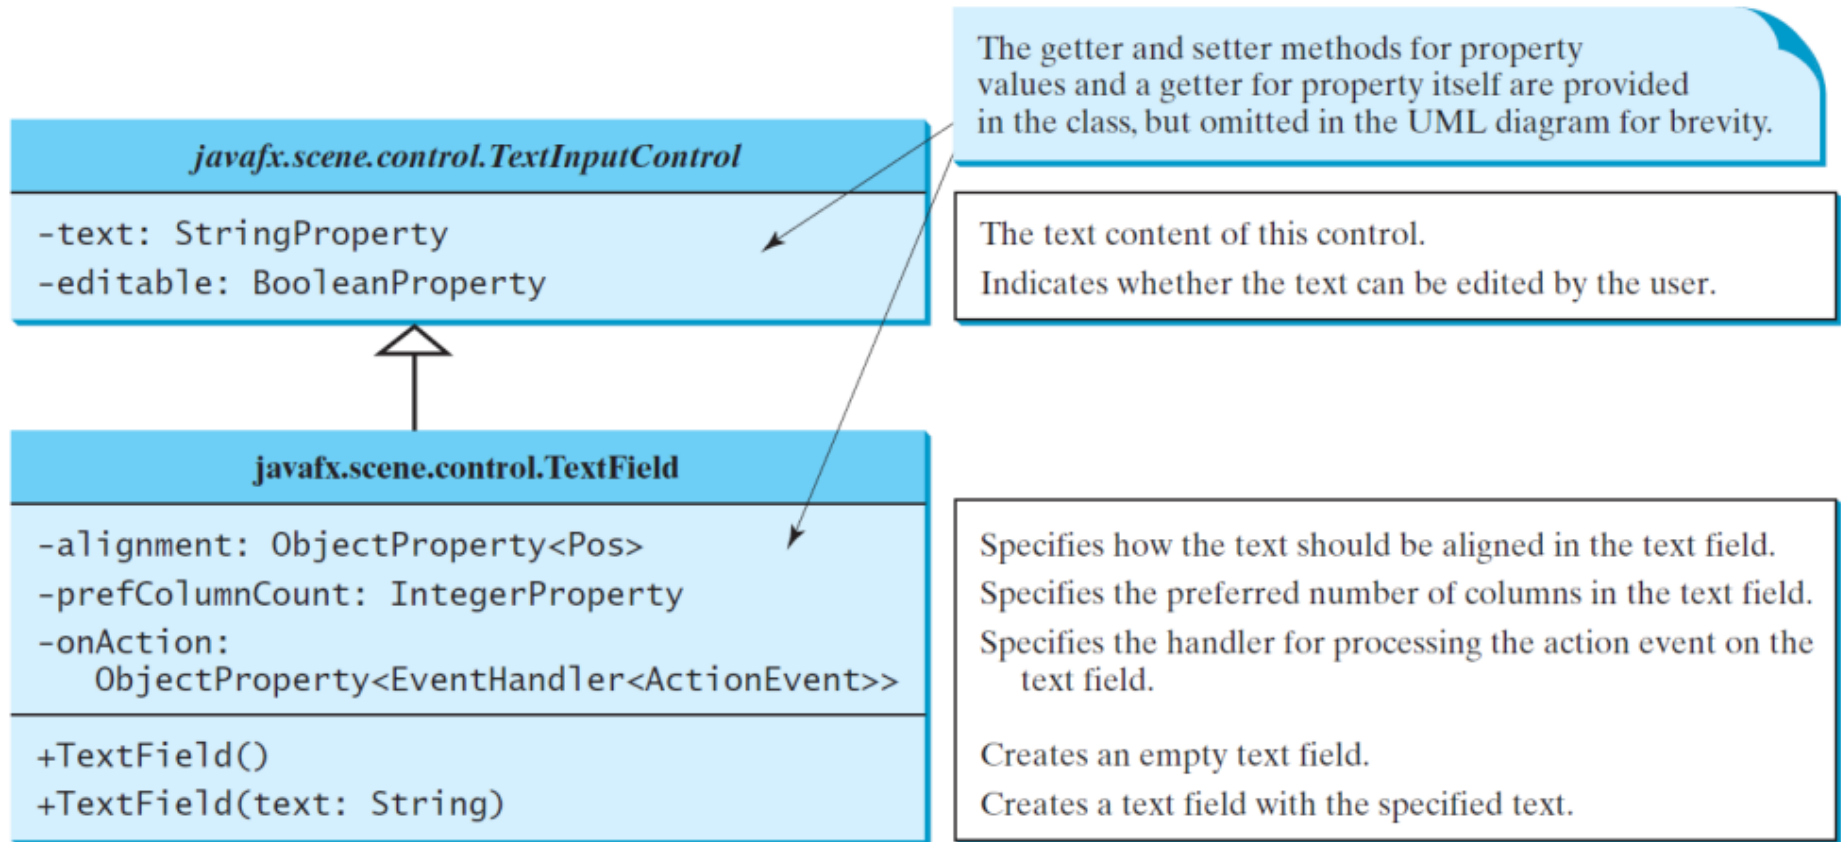 The getter and setter methods for property
values and a getter for property itself are provided
in the class, but omitted in the UML diagram for brevity.
javafx.scene.control.TextInputControl
-text: StringProperty
-editable: BooleanProperty
The text content of this control.
Indicates whether the text can be edited by the user.
javafx.scene.control.TextField
-alignment: ObjectProperty<Pos>
-prefColumnCount: IntegerProperty
-onAction:
ObjectProperty<EventHandler<ActionEvent>>
+TextField()
+TextField(text: String)
Specifies how the text should be aligned in the text field.
Specifies the preferred number of columns in the text field.
Specifies the handler for processing the action event on the
text field.
Creates an empty text field.
Creates a text field with the specified text.